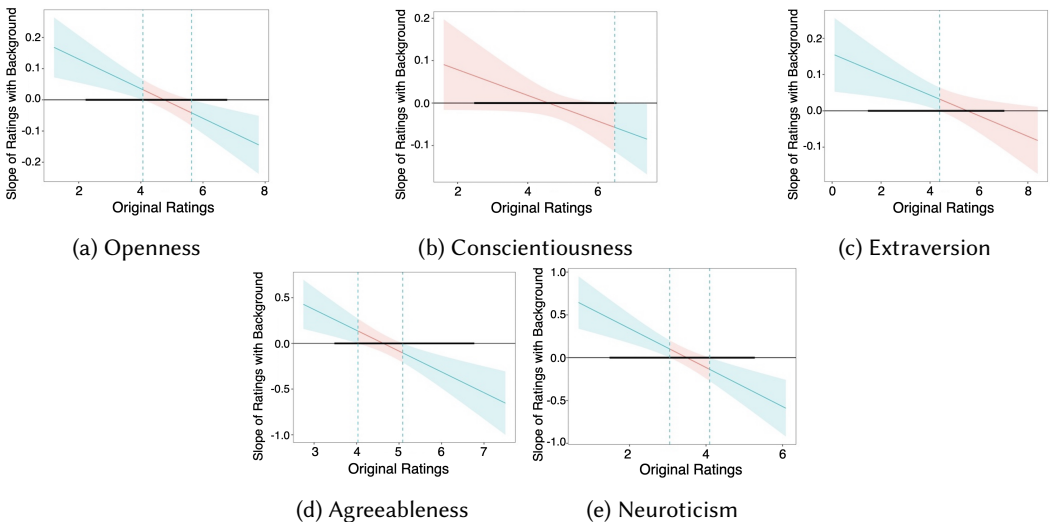 Slope of Ratings with Background
0.2
0.1
0.0
-0.1
-0.2
2
4
6
8
Original Ratings
(a) Openness
Slope of Ratings with Background
0.2
0.1
0.0
-0.1
2
4
6
Original Ratings
(b) Conscientiousness
Slope of Ratings with Background
0.2
0.1
0.0
-0.1
0
2
4
6
8
Original Ratings
(c) Extraversion
Slope of Ratings with Background
0.5
0.0
-0.5
-1.0
3
4
5
6
7
Original Ratings
(d) Agreeableness
Slope of Ratings with Background
1.0
0.5
0.0
-0.5
-1.0
2
4
6
Original Ratings
(e) Neuroticism